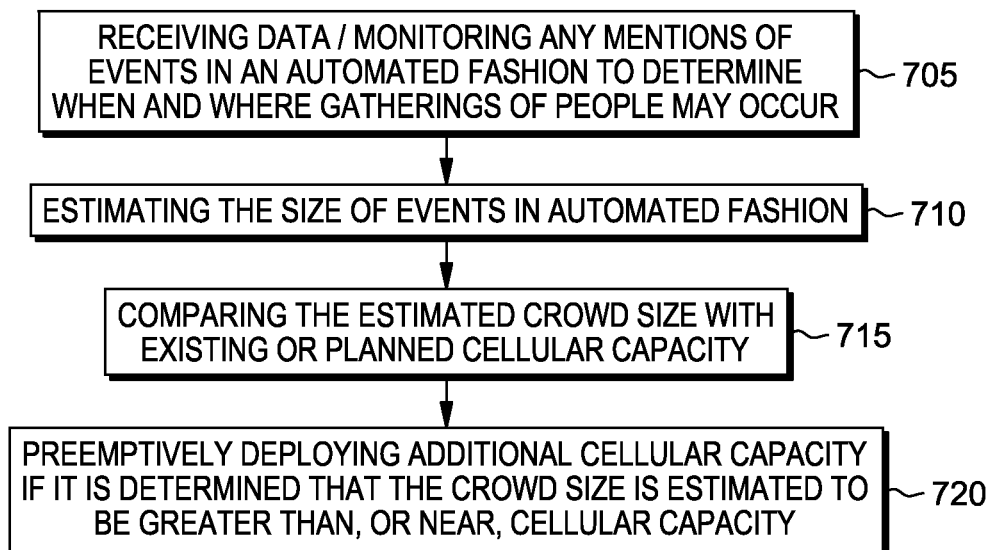 RECEIVING DATA / MONITORING ANY MENTIONS OF
EVENTS IN AN AUTOMATED FASHION TO DETERMINE
WHEN AND WHERE GATHERINGS OF PEOPLE MAY OCCUR
705
ESTIMATING THE SIZE OF EVENTS IN AUTOMATED FASHION
710
COMPARING THE ESTIMATED CROWD SIZE WITH
EXISTING OR PLANNED CELLULAR CAPACITY
715
PREEMPTIVELY DEPLOYING ADDITIONAL CELLULAR CAPACITY
IF IT IS DETERMINED THAT THE CROWD SIZE IS ESTIMATED TO
BE GREATER THAN, OR NEAR, CELLULAR CAPACITY
720